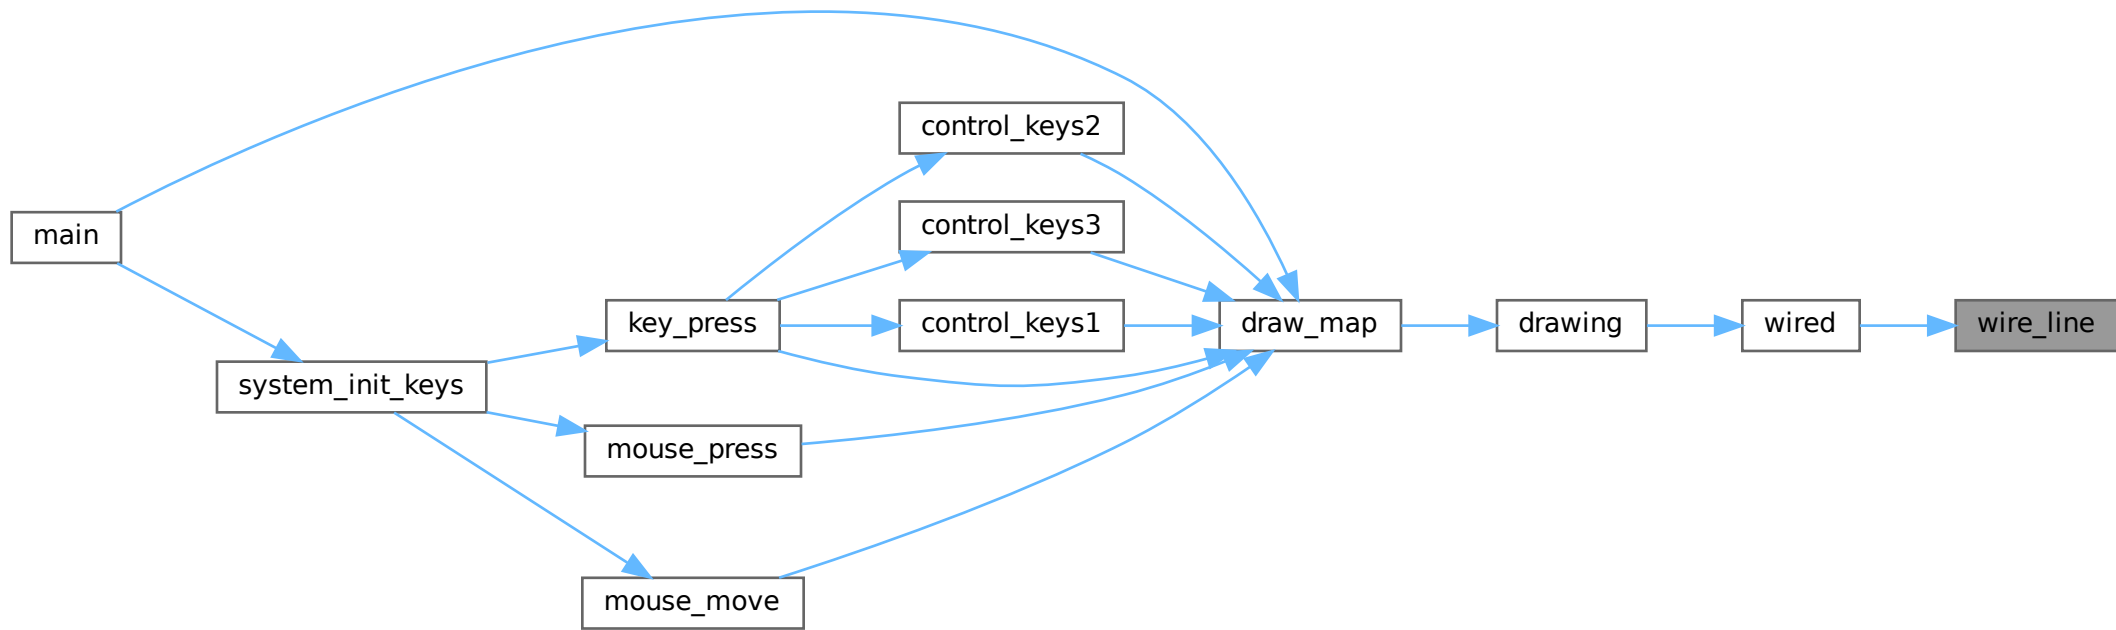 control_keys2
control_keys3
main
key_press
control_keys1
draw_map
drawing
wired
wire_line
system_init_keys
mouse_press
mouse_move